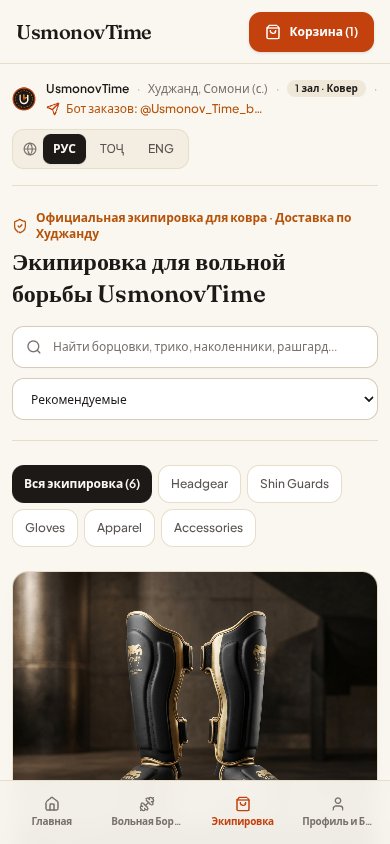 UsmonovTime
Корзина (1)
UsmonovTime · Худжанд, Сомони (с.) · 1 зал · Ковер ·
Бот заказов: @Usmonov_Time_b...
РУС ТОҶ ENG
Официальная экипировка для ковра · Доставка по
Худжанду
Экипировка для вольной
борьбы UsmonovTime
Найти борцовки, трико, наколенники, рашгард...
Рекомендуемые
Вся экипировка (6) Headgear Shin Guards
Gloves Apparel Accessories
Главная Вольная Бор... Экипировка Профиль и Б...